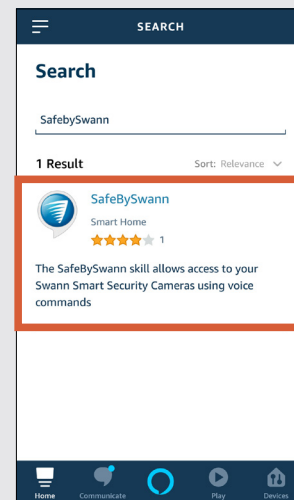 SEARCH
Search
SafebySwann
1 Result
Sort: Relevance
SafeBySwann
Smart Home
1
The SafeBySwann skill allows access to your
Swann Smart Security Cameras using voice
commands
Home Communicate Play Devices